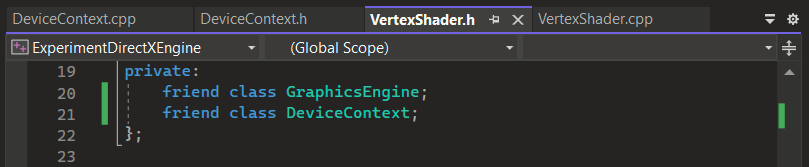 DeviceContext.cpp DeviceContext.h VertexShader.h VertexShader.cpp
ExperimentDirectXEngine (Global Scope)
19 private:
20 friend class GraphicsEngine;
21 friend class DeviceContext;
22 };
23